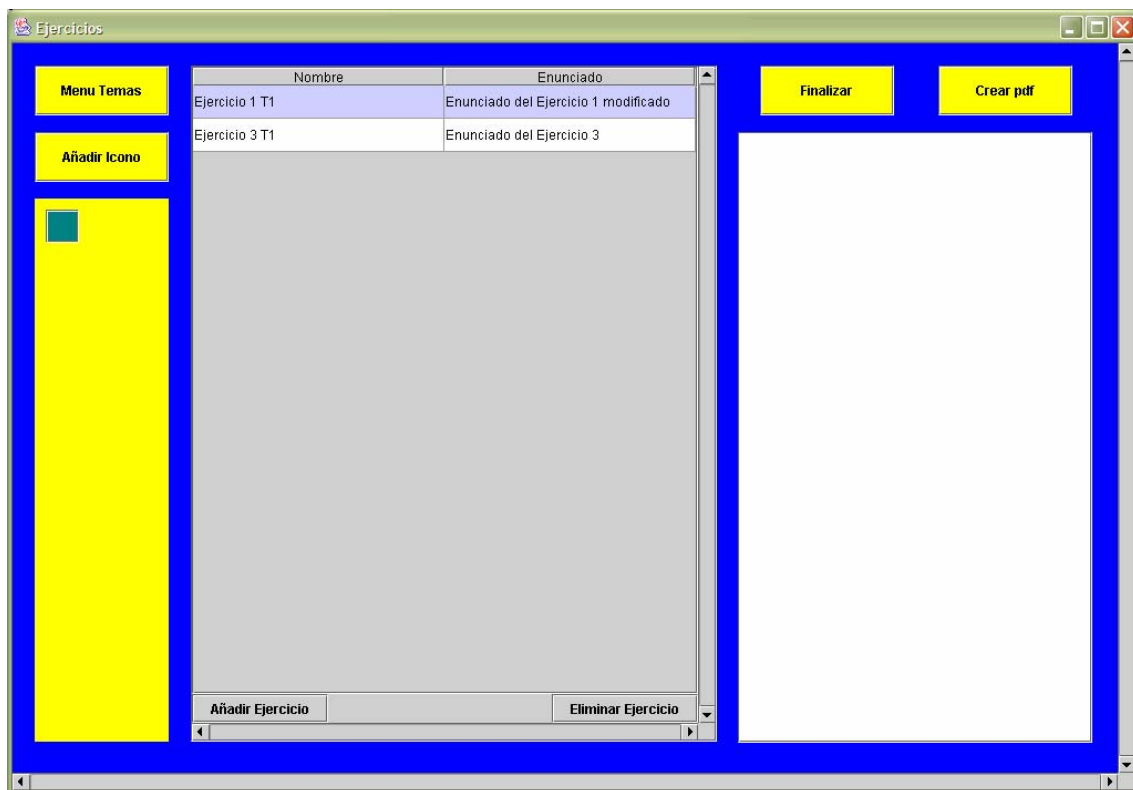 Ejercicios
Menu Temas
Añadir Icono
Nombre Enunciado
Ejercicio 1 T1 Enunciado del Ejercicio 1 modificado
Ejercicio 3 T1 Enunciado del Ejercicio 3
Añadir Ejercicio Eliminar Ejercicio
Finalizar Crear pdf